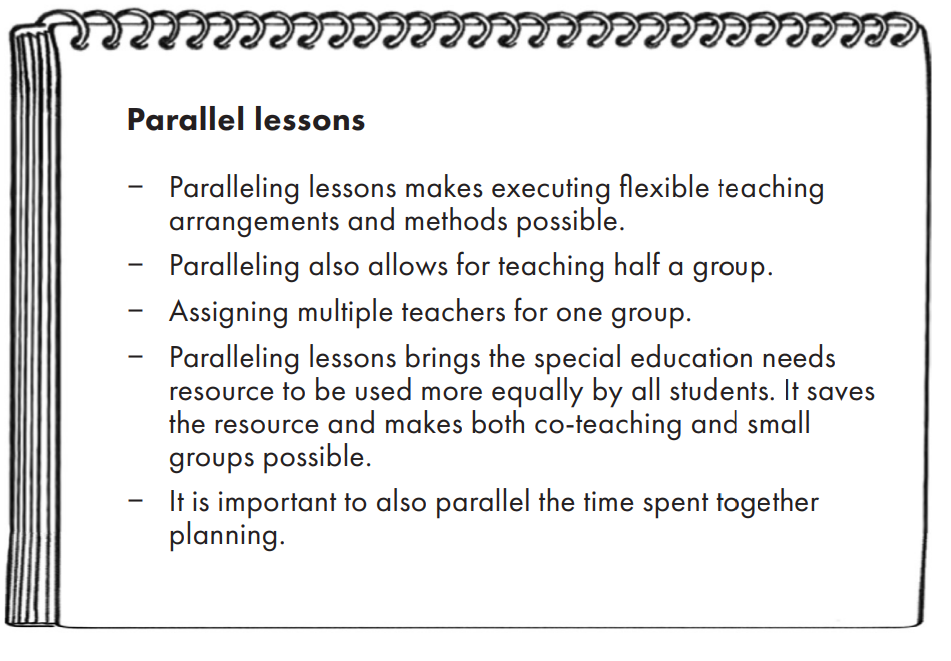 Parallel lessons
– Paralleling lessons makes executing flexible teaching
arrangements and methods possible.
– Paralleling also allows for teaching half a group.
– Assigning multiple teachers for one group.
– Paralleling lessons brings the special education needs
resource to be used more equally by all students. It saves
the resource and makes both co-teaching and small
groups possible.
– It is important to also parallel the time spent together
planning.